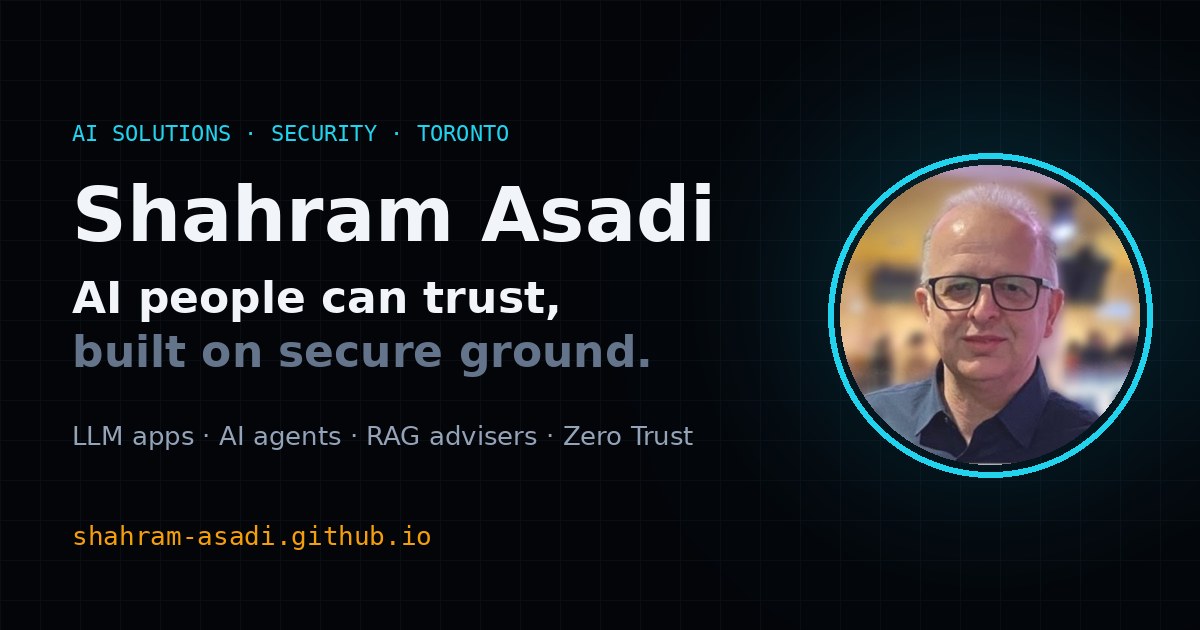 AI SOLUTIONS · SECURITY · TORONTO
Shahram Asadi
AI people can trust,
built on secure ground.
LLM apps · AI agents · RAG advisers · Zero Trust
shahram-asadi.github.io